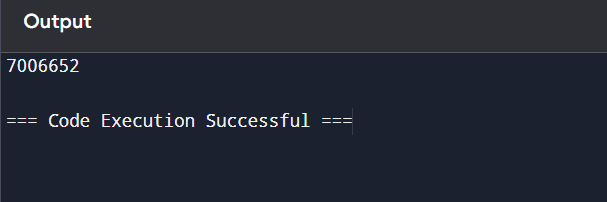 Output
7006652
=== Code Execution Successful ===